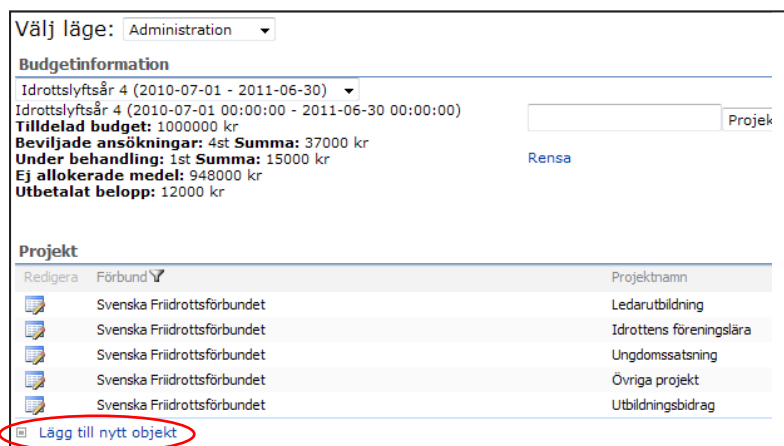 Välj läge: Administration
Budgetinformation
Idrottslyftsår 4 (2010-07-01 - 2011-06-30)
Idrottslyftsår 4 (2010-07-01 00:00:00 - 2011-06-30 00:00:00)
Tilldelad budget: 1000000 kr
Projek
Beviljade ansökningar: 4st Summa: 37000 kr
Under behandling: 1st Summa: 15000 kr
Rensa
Ej allokerade medel: 948000 kr
Utbetalat belopp: 12000 kr
Projekt
Redigera Förbund Projektnamn
Svenska Friidrottsförbundet Ledarutbildning
Svenska Friidrottsförbundet Idrottens föreningslära
Svenska Friidrottsförbundet Ungdomssatsning
Svenska Friidrottsförbundet Övriga projekt
Svenska Friidrottsförbundet Utbildningsbidrag
Lägg till nytt objekt